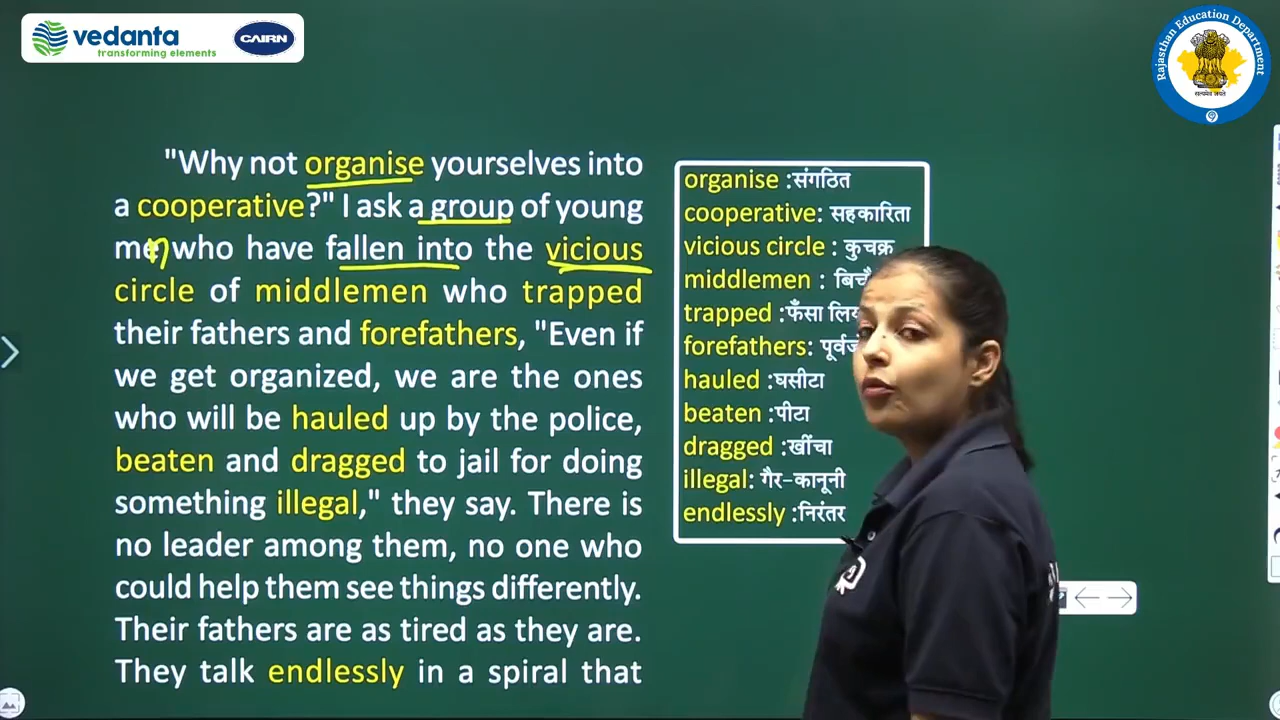 vedanta
transforming elements
CAIRN
Rajasthan Education Department
सत्यमेव जयते
"Why not organise yourselves into
a cooperative?" I ask a group of young
men who have fallen into the vicious
circle of middlemen who trapped
their fathers and forefathers, "Even if
we get organized, we are the ones
who will be hauled up by the police,
beaten and dragged to jail for doing
something illegal," they say. There is
no leader among them, no one who
could help them see things differently.
Their fathers are as tired as they are.
They talk endlessly in a spiral that
organise :संगठित
cooperative: सहकारिता
vicious circle : कुचक्र
middlemen :
trapped :फँसा
forefathers:
hauled :घसीटा
beaten :पीटा
dragged :खींचा
illegal: गैर-कानूनी
endlessly :निरंतर